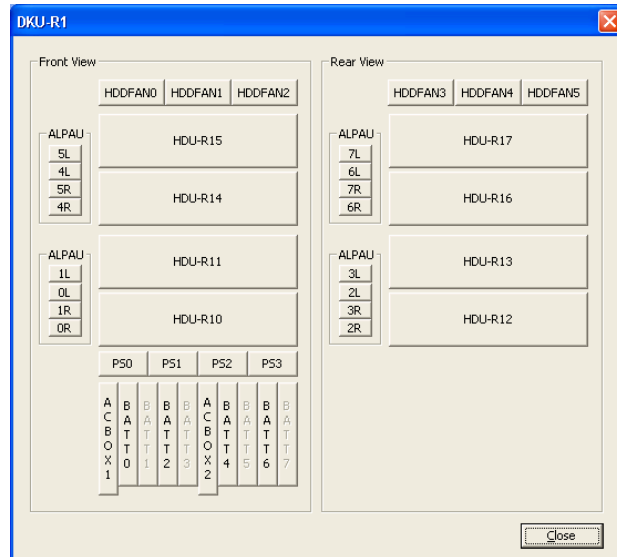 DKU-R1
Front View
HDDFAN0 HDDFAN1 HDDFAN2
ALPAU
5L
4L
5R
4R
HDU-R15
HDU-R14
ALPAU
1L
0L
1R
0R
HDU-R11
HDU-R10
PS0 PS1 PS2 PS3
ACBOX1 BATT0 BATT1 BATT2 BATT3 ACBOX2 BATT4 BATT5 BATT6 BATT7
Rear View
HDDFAN3 HDDFAN4 HDDFAN5
ALPAU
7L
6L
7R
6R
HDU-R17
HDU-R16
ALPAU
3L
2L
3R
2R
HDU-R13
HDU-R12
Close